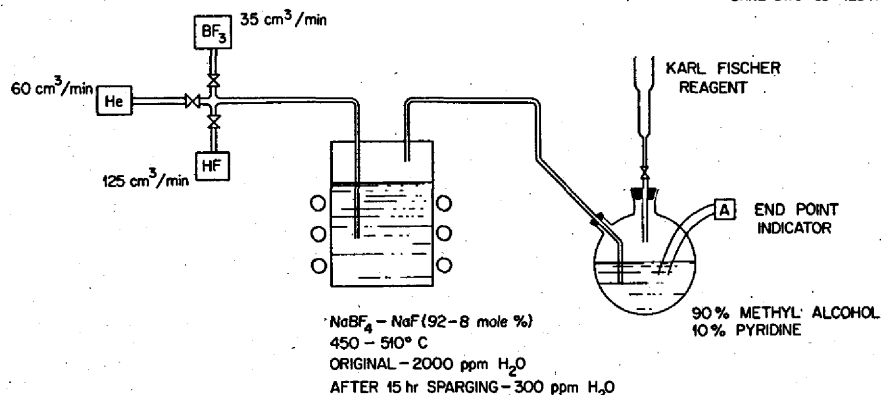 35 cm³/min
BF₃
60 cm³/min
He
HF
125 cm³/min
KARL FISCHER
REAGENT
A
END POINT
INDICATOR
90% METHYL ALCOHOL
10% PYRIDINE
NaBF₄ – NaF (92–8 mole %)
450 – 510° C
ORIGINAL – 2000 ppm H₂O
AFTER 15 hr SPARGING – 300 ppm H₂O